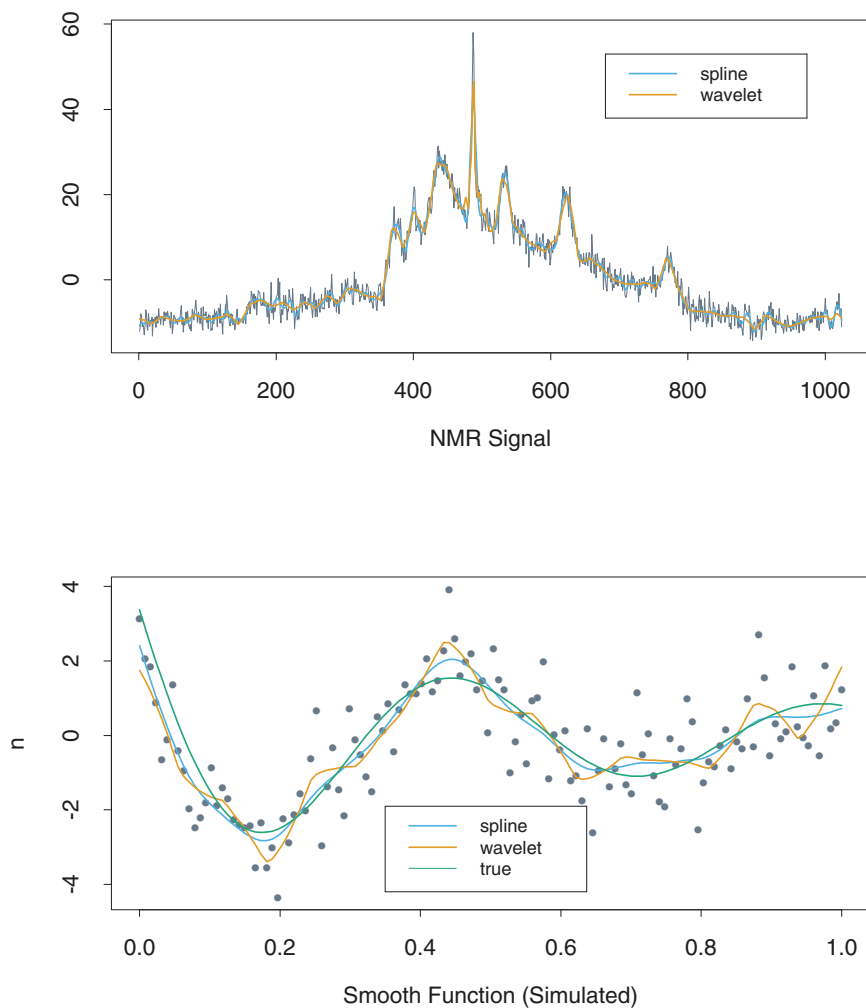 60
40
20
0
spline
wavelet
0 200 400 600 800 1000
NMR Signal
n
4
2
0
-2
-4
spline
wavelet
true
0.0 0.2 0.4 0.6 0.8 1.0
Smooth Function (Simulated)